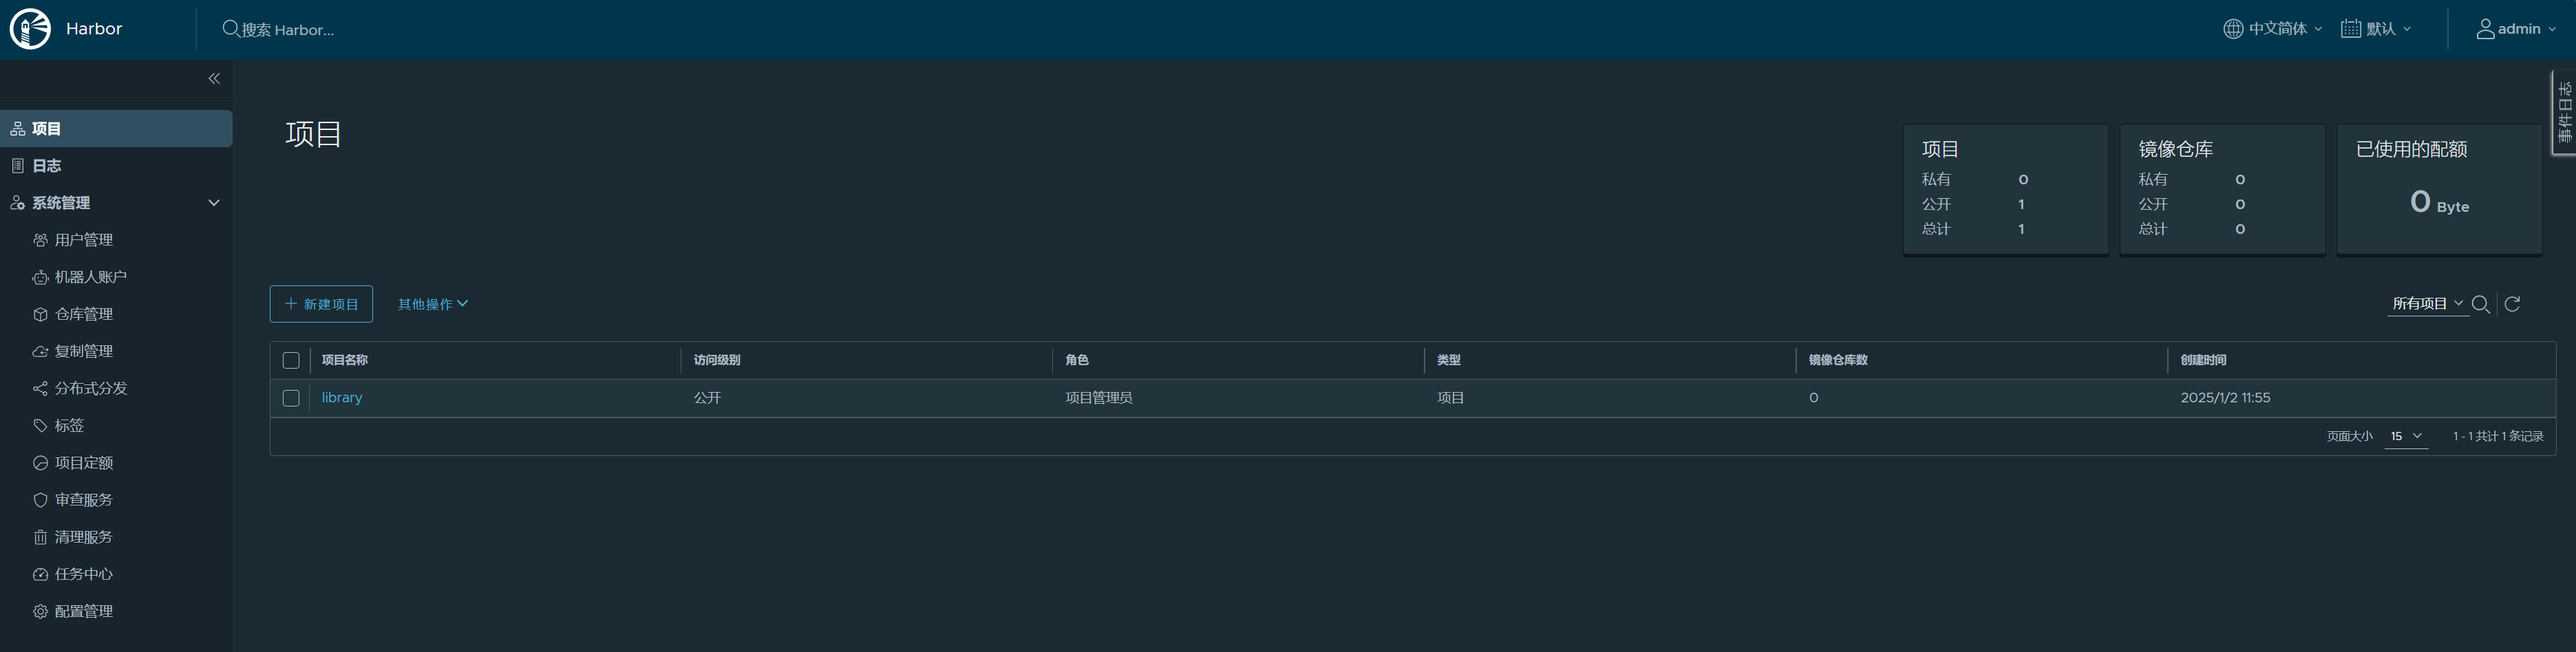 Harbor
搜索 Harbor...
中文简体
默认
admin
事件日志
项目
日志
系统管理
用户管理
机器人账户
仓库管理
复制管理
分布式分发
标签
项目定额
审查服务
清理服务
任务中心
配置管理
项目
项目
私有 0
公开 1
总计 1
镜像仓库
私有 0
公开 0
总计 0
已使用的配额
0 Byte
新建项目
其他操作
所有项目
项目名称 访问级别 角色 类型 镜像仓库数 创建时间
library 公开 项目管理员 项目 0 2025/1/2 11:55
页面大小 15 1 - 1 共计 1 条记录